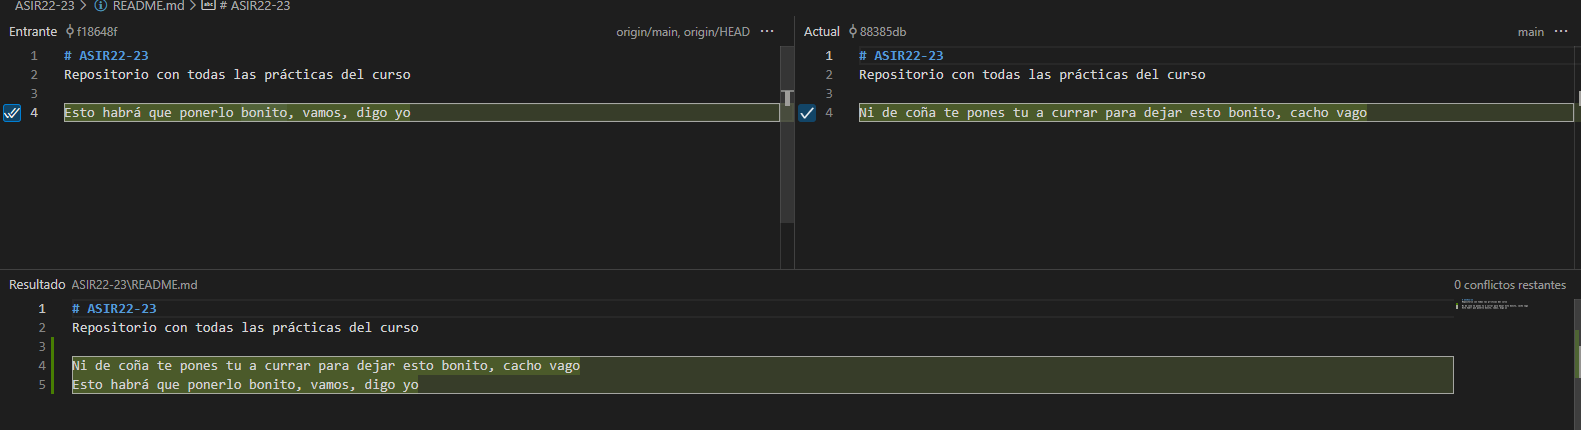 ASIR22-23 > README.md > # ASIR22-23
Entrante f18648f origin/main, origin/HEAD ···
1 # ASIR22-23
2 Repositorio con todas las prácticas del curso
3
4 Esto habrá que ponerlo bonito, vamos, digo yo
Actual 88385db main ···
1 # ASIR22-23
2 Repositorio con todas las prácticas del curso
3
4 Ni de coña te pones tu a currar para dejar esto bonito, cacho vago
Resultado ASIR22-23\README.md 0 conflictos restantes
1 # ASIR22-23
2 Repositorio con todas las prácticas del curso
3
4 Ni de coña te pones tu a currar para dejar esto bonito, cacho vago
5 Esto habrá que ponerlo bonito, vamos, digo yo